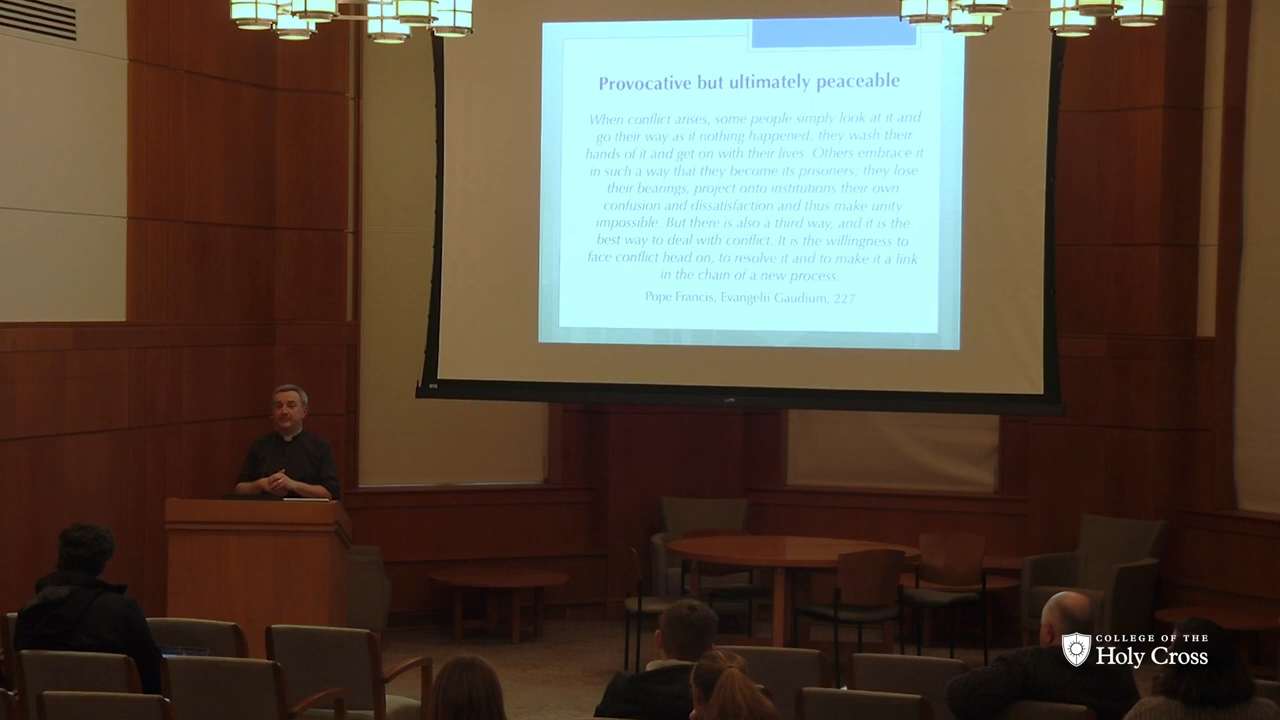 Provocative but ultimately peaceable
When conflict arises, some people simply look at it and
go their way as if nothing happened, they wash their
hands of it and get on with their lives. Others embrace it
in such a way that they become its prisoners, they lose
their bearings, project onto institutions their own
confusion and dissatisfaction and thus make unity
impossible. But there is also a third way, and it is the
best way to deal with conflict. It is the willingness to
face conflict head on, to resolve it and to make it a link
in the chain of a new process.
Pope Francis, Evangelii Gaudium, 227
COLLEGE OF THE
Holy Cross